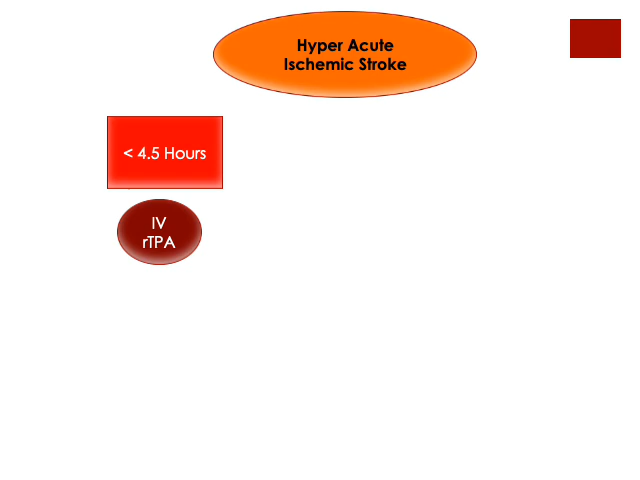 Hyper Acute
Ischemic Stroke
< 4.5 Hours
IV
rTPA